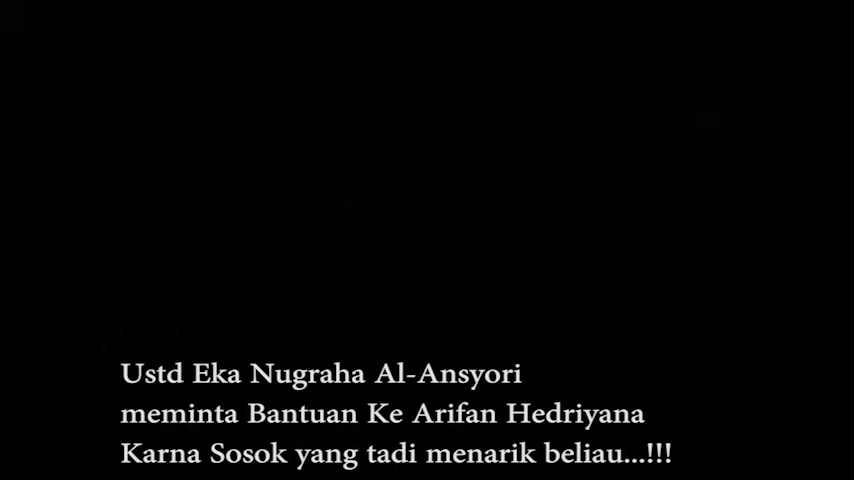 Ustd Eka Nugraha Al-Ansyori
meminta Bantuan Ke Arifan Hedriyana
Karna Sosok yang tadi menarik beliau...!!!